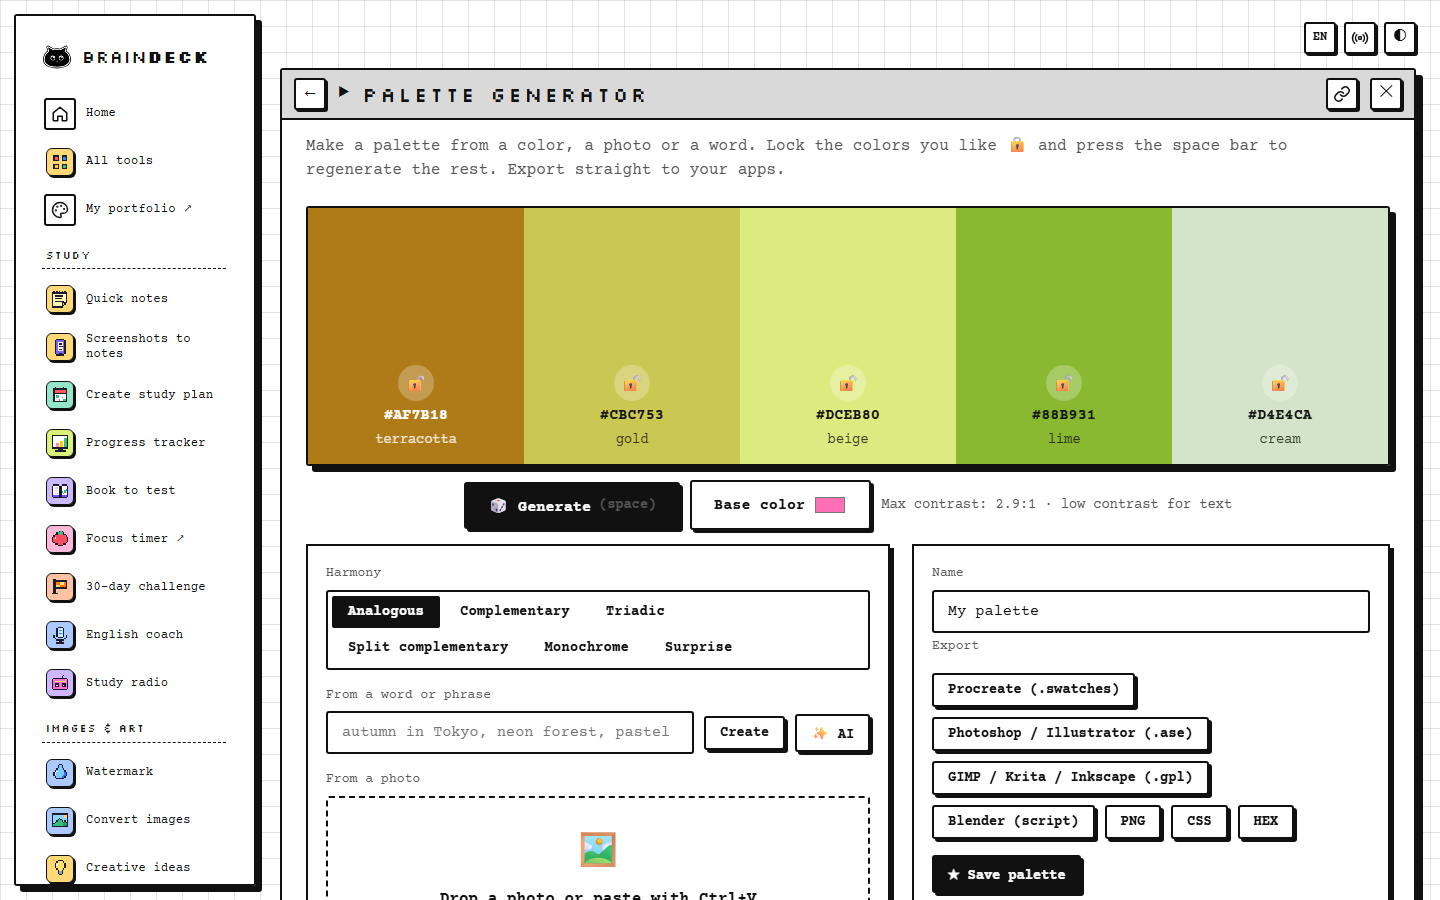 BRAINDECK
Home
All tools
My portfolio ↗
STUDY
Quick notes
Screenshots to
notes
Create study plan
Progress tracker
Book to test
Focus timer ↗
30-day challenge
English coach
Study radio
IMAGES & ART
Watermark
Convert images
Creative ideas
EN
← ▶ PALETTE GENERATOR
Make a palette from a color, a photo or a word. Lock the colors you like 🔒 and press the space bar to
regenerate the rest. Export straight to your apps.
#AF7B18
terracotta
#CBC753
gold
#DCEB80
beige
#88B931
lime
#D4E4CA
cream
🎲 Generate (space)
Base color
Max contrast: 2.9:1 · low contrast for text
Harmony
Analogous Complementary Triadic
Split complementary Monochrome Surprise
From a word or phrase
autumn in Tokyo, neon forest, pastel
Create
✨ AI
From a photo
Drop a photo or paste with Ctrl+V
Name
My palette
Export
Procreate (.swatches)
Photoshop / Illustrator (.ase)
GIMP / Krita / Inkscape (.gpl)
Blender (script) PNG CSS HEX
★ Save palette